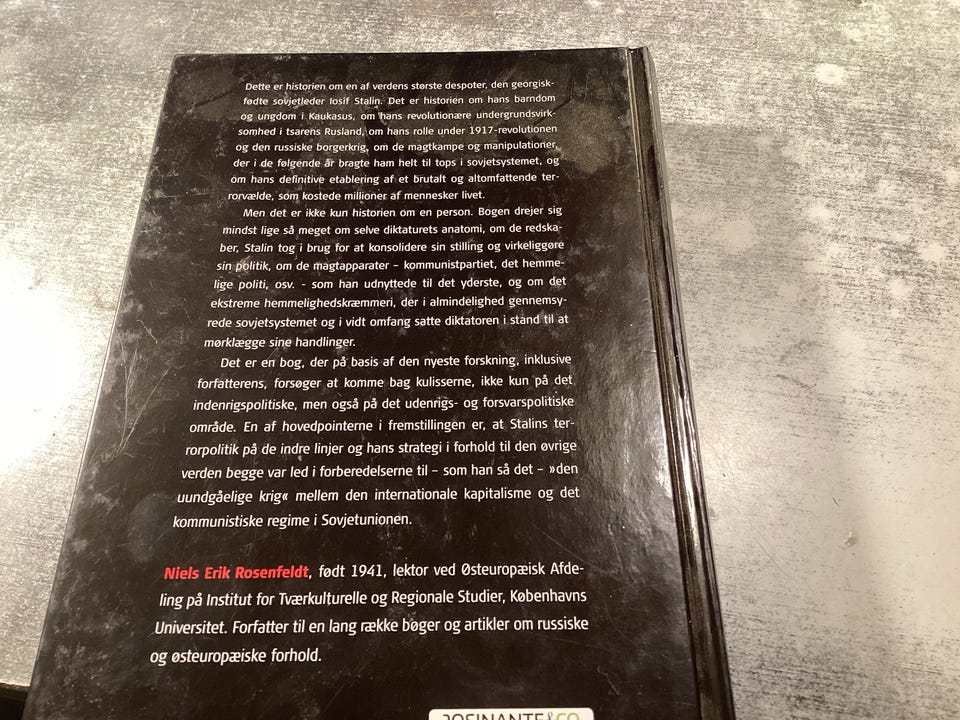 Dette er historien om en af verdens største despoter, den georgisk-
fødte sovjetleder Iosif Stalin. Det er historien om hans barndom
og ungdom i Kaukasus, om hans revolutionære undergrundsvirk-
somhed i tsarens Rusland, om hans rolle under 1917-revolutionen
og den russiske borgerkrig, om de magtkampe og manipulationer,
der i de følgende år bragte ham helt til tops i sovjetsystemet, og
om hans definitive etablering af et brutalt og altomfattende ter-
rorvælde, som kostede millioner af mennesker livet.
Men det er ikke kun historien om en person. Bogen drejer sig
mindst lige så meget om selve diktaturets anatomi, om de redska-
ber, Stalin tog i brug for at konsolidere sin stilling og virkeliggøre
sin politik, om de magtapparater – kommunistpartiet, det hemme-
lige politi, osv. - som han udnyttede til det yderste, og om det
ekstreme hemmelighedskræmmeri, der i almindelighed gennemsy-
rede sovjetsystemet og i vidt omfang satte diktatoren i stand til at
mørklægge sine handlinger.
Det er en bog, der på basis af den nyeste forskning, inklusive
forfatterens, forsøger at komme bag kulisserne, ikke kun på det
indenrigspolitiske, men også på det udenrigs- og forsvarspolitiske
område. En af hovedpointerne i fremstillingen er, at Stalins ter-
rorpolitik på de indre linjer og hans strategi i forhold til den øvrige
verden begge var led i forberedelserne til – som han så det – »den
uundgåelige krig« mellem den internationale kapitalisme og det
kommunistiske regime i Sovjetunionen.
Niels Erik Rosenfeldt, født 1941, lektor ved Østeuropæisk Afde-
ling på Institut for Tværkulturelle og Regionale Studier, Københavns
Universitet. Forfatter til en lang række bøger og artikler om russiske
og østeuropæiske forhold.
ROSINANTE&CO